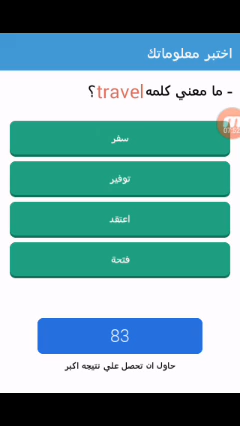 اختبر معلوماتك
- ما معني كلمه travel؟
سفر
توفير
اعتقد
فتحة
83
حاول ان تحصل علي نتيجه اكبر